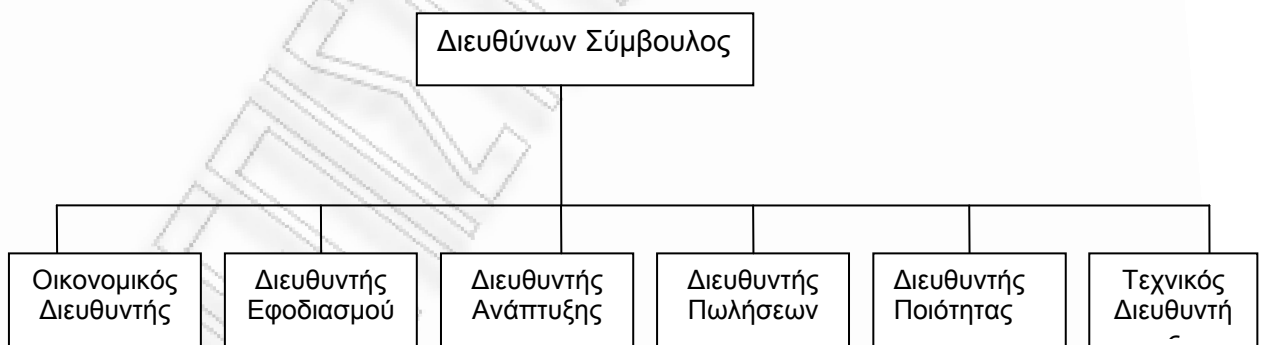 Διευθύνων Σύμβουλος
Οικονομικός
Διευθυντής
Διευθυντής
Εφοδιασμού
Διευθυντής
Ανάπτυξης
Διευθυντής
Πωλήσεων
Διευθυντής
Ποιότητας
Τεχνικός
Διευθυντή
ς